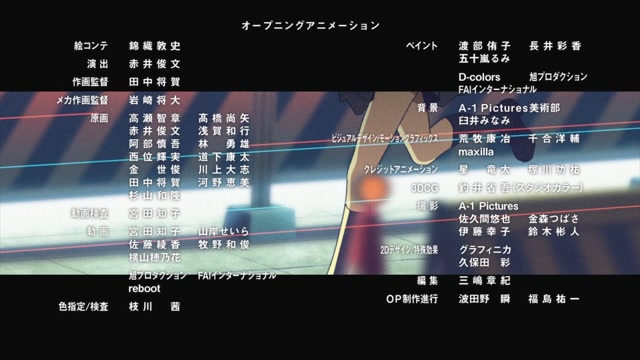 オープニングアニメーション
絵コンテ 錦織敦史
演出 赤井俊文
作画監督 田中将賀
メカ作画監督 岩崎将大
原画 高瀬智章 髙橋尚矢
赤井俊文 浅賀和行
阿部慎吾 林 勇雄
西位輝実 道下康太
金 世俊 川上大志
田中将賀 河野恵美
杉山和隆
動画検査 宮田知子
動画 宮田知子 山岸せいら
佐藤綾香 牧野和俊
横山穂乃花
旭プロダクション FAIインターナショナル
reboot
色指定/検査 枝川 茜
ペイント 渡部侑子 長井彩香
五十嵐るみ
D-colors 旭プロダクション
FAIインターナショナル
背景 A-1 Pictures美術部
臼井みなみ
ビジュアルデザイン/モーショングラフィックス 荒牧康治 千合洋輔
maxilla
クレジットアニメーション 星 竜太 塚川功祐
3DCG 釣井省吾(スタジオカラー)
撮影 A-1 Pictures
佐久間悠也 金森つばさ
伊藤幸子 鈴木彬人
2Dデザイン/特殊効果 グラフィニカ
久保田 彩
編集 三嶋章紀
OP制作進行 波田野 瞬 福島祐一